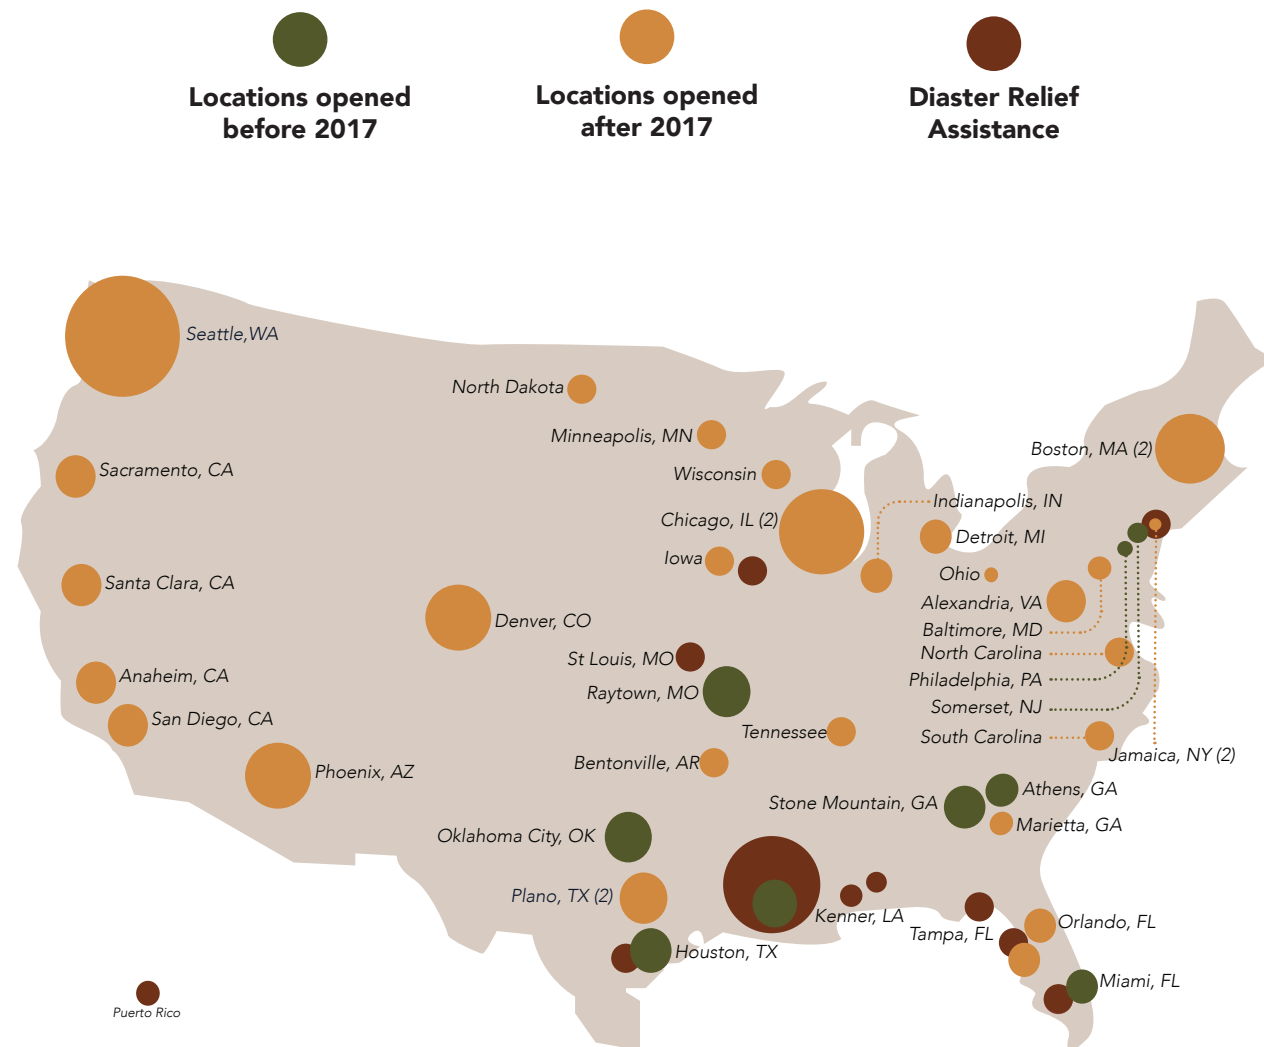 Locations opened
before 2017
Locations opened
after 2017
Diaster Relief
Assistance
Seattle,WA
North Dakota
Minneapolis, MN
Boston, MA (2)
Sacramento, CA
Wisconsin
Indianapolis, IN
Chicago, IL (2)
Detroit, MI
Iowa
Ohio
Santa Clara, CA
Alexandria, VA
Denver, CO
Baltimore, MD
North Carolina
St Louis, MO
Anaheim, CA
Philadelphia, PA
Raytown, MO
Somerset, NJ
San Diego, CA
Tennessee
South Carolina
Jamaica, NY (2)
Bentonville, AR
Phoenix, AZ
Athens, GA
Stone Mountain, GA
Marietta, GA
Oklahoma City, OK
Plano, TX (2)
Kenner, LA
Orlando, FL
Tampa, FL
Houston, TX
Miami, FL
Puerto Rico